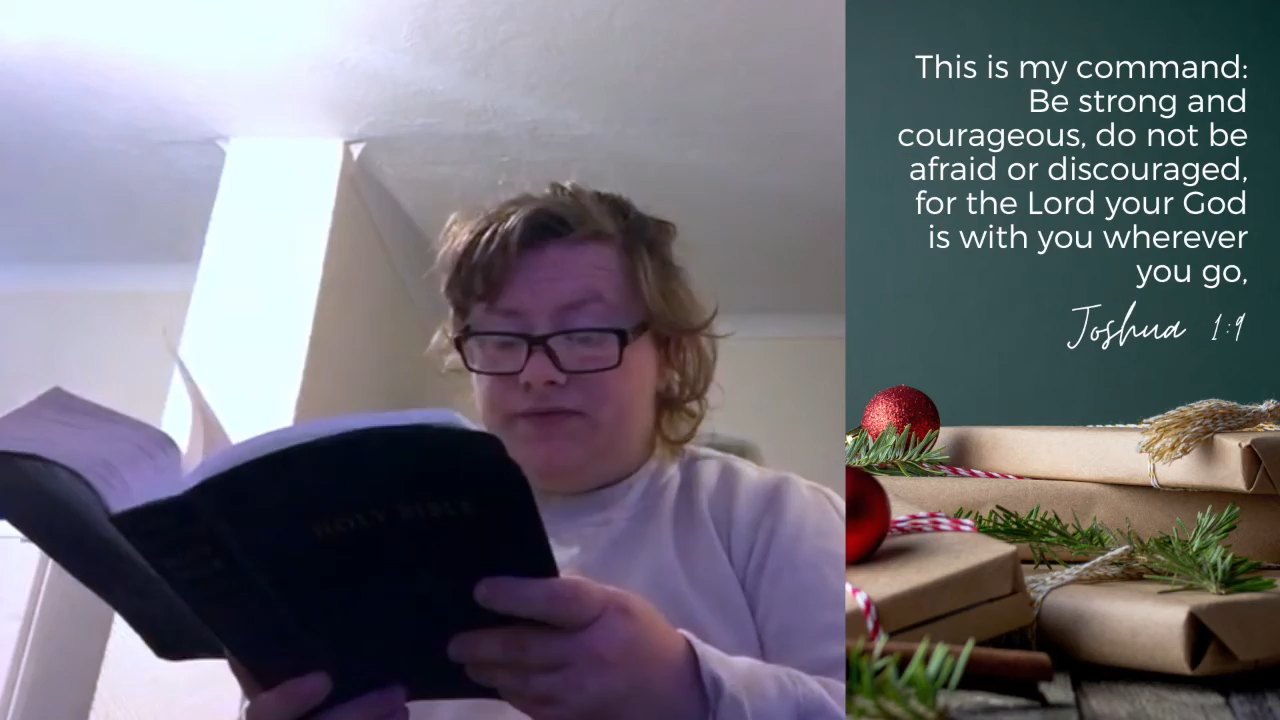 This is my command:
Be strong and
courageous, do not be
afraid or discouraged,
for the Lord your God
is with you wherever
you go,
Joshua 1:9
HOLY BIBLE